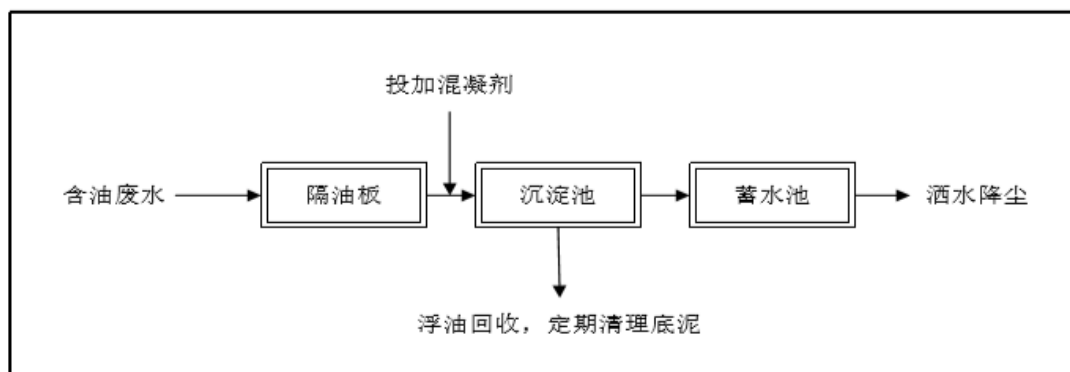 投加混凝剂
含油废水
隔油板
沉淀池
蓄水池
洒水降尘
浮油回收，定期清理底泥